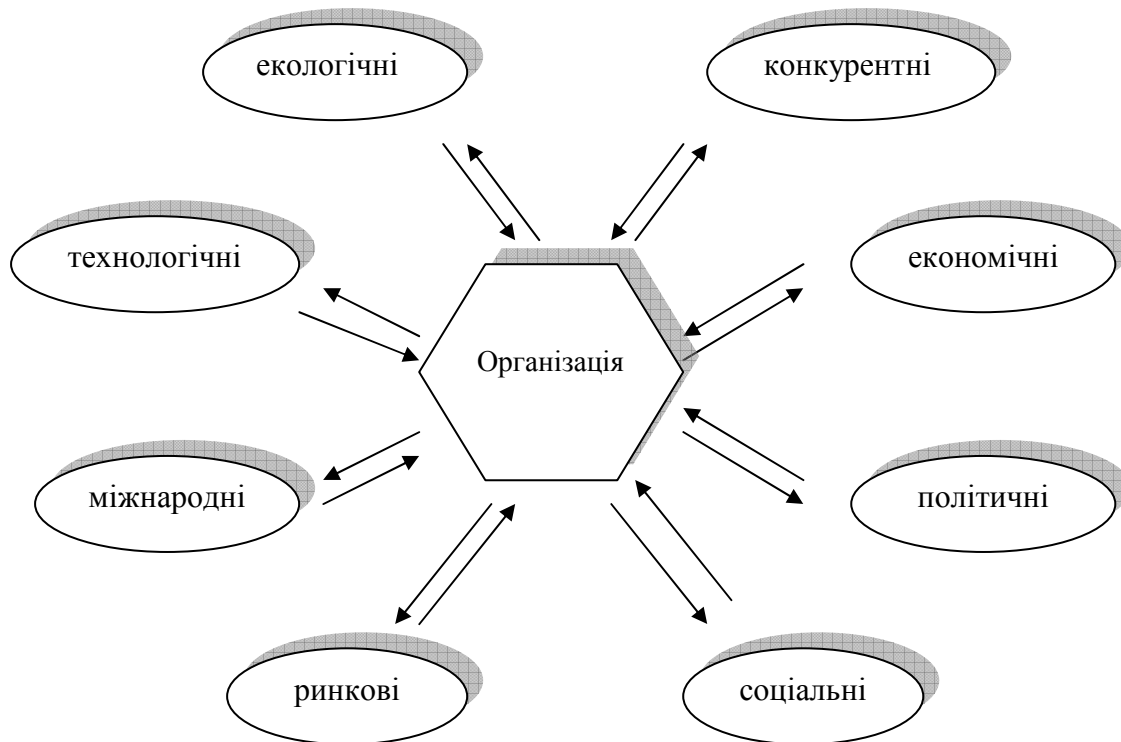 екологічні
конкурентні
технологічні
економічні
Організація
міжнародні
політичні
ринкові
соціальні